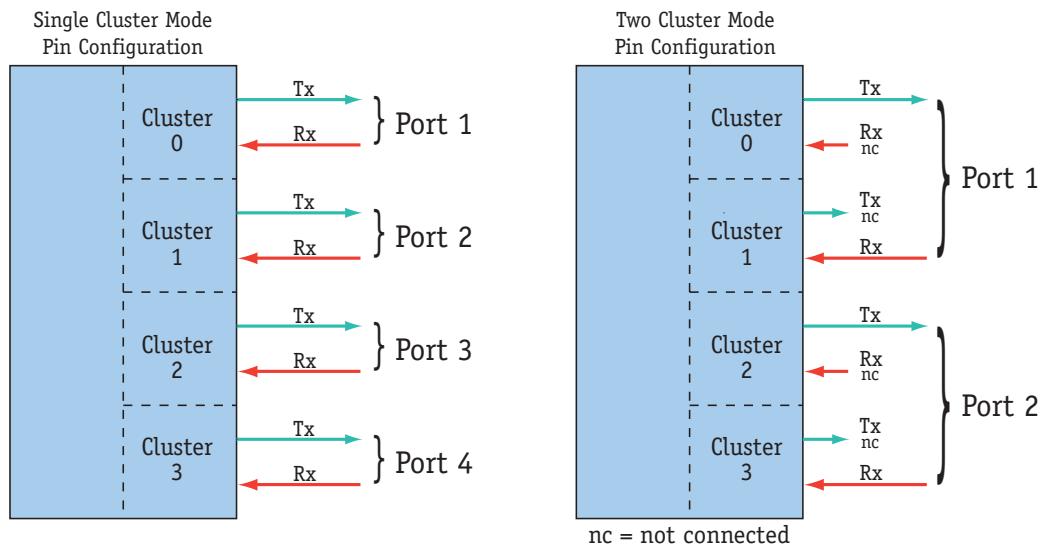 Single Cluster Mode
Pin Configuration
Cluster
0
Tx
Rx
Port 1
Cluster
1
Tx
Rx
Port 2
Cluster
2
Tx
Rx
Port 3
Cluster
3
Tx
Rx
Port 4
Two Cluster Mode
Pin Configuration
Cluster
0
Tx
Rx
nc
Cluster
1
Tx
nc
Rx
Port 1
Cluster
2
Tx
Rx
nc
Cluster
3
Tx
nc
Rx
Port 2
nc = not connected